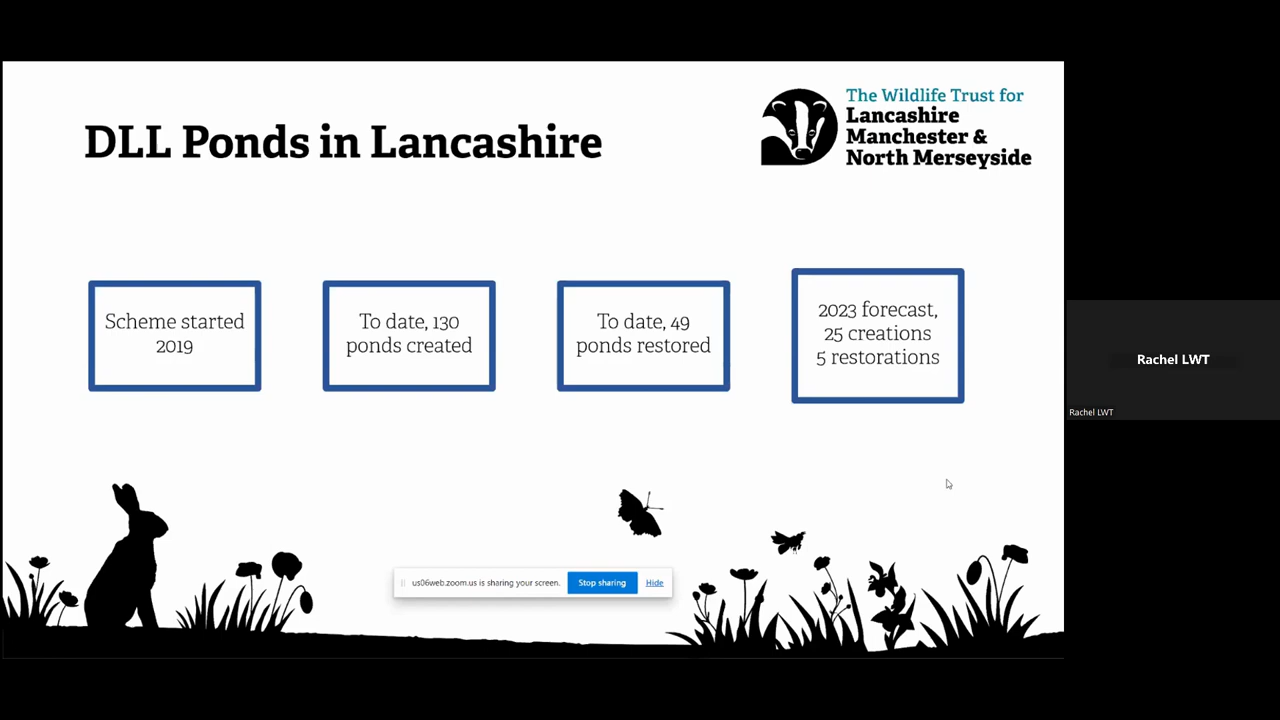 DLL Ponds in Lancashire
The Wildlife Trust for
Lancashire
Manchester &
North Merseyside
Scheme started
2019
To date, 130
ponds created
To date, 49
ponds restored
2023 forecast,
25 creations
5 restorations
Rachel LWT
Rachel LWT
us06web.zoom.us is sharing your screen.
Stop sharing
Hide